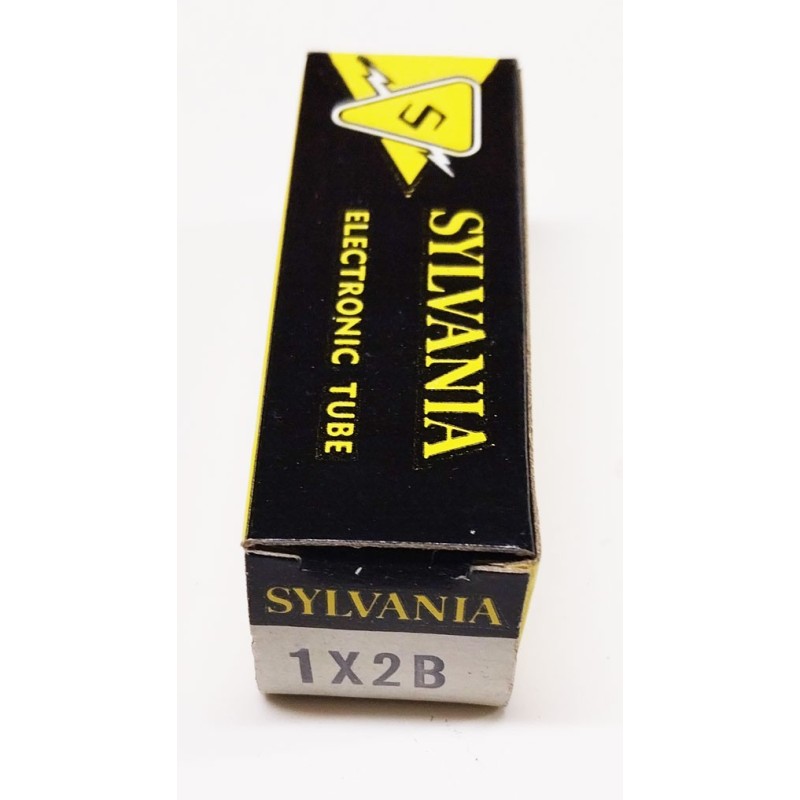 S
SYLVANIA
ELECTRONIC TUBE
SYLVANIA
1X2B